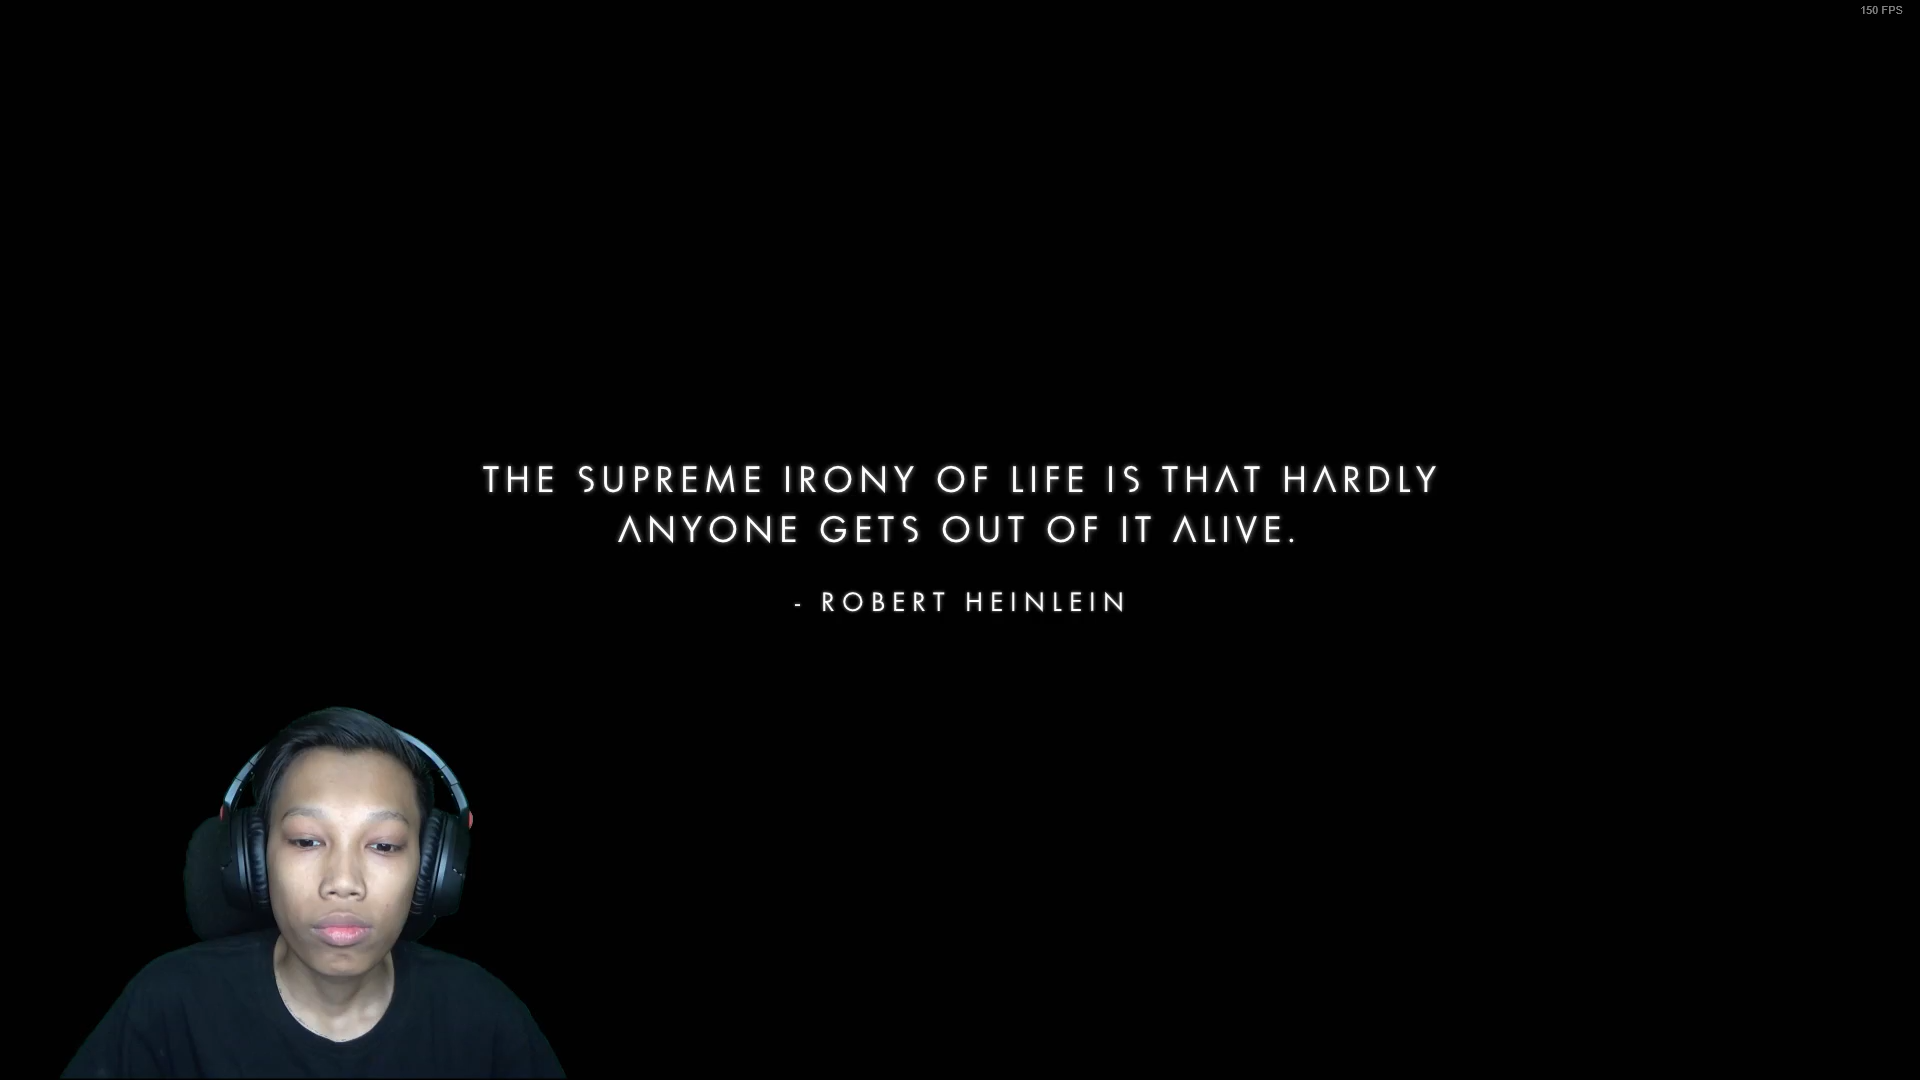 150 FPS
THE SUPREME IRONY OF LIFE IS THAT HARDLY
ANYONE GETS OUT OF IT ALIVE.
- ROBERT HEINLEIN